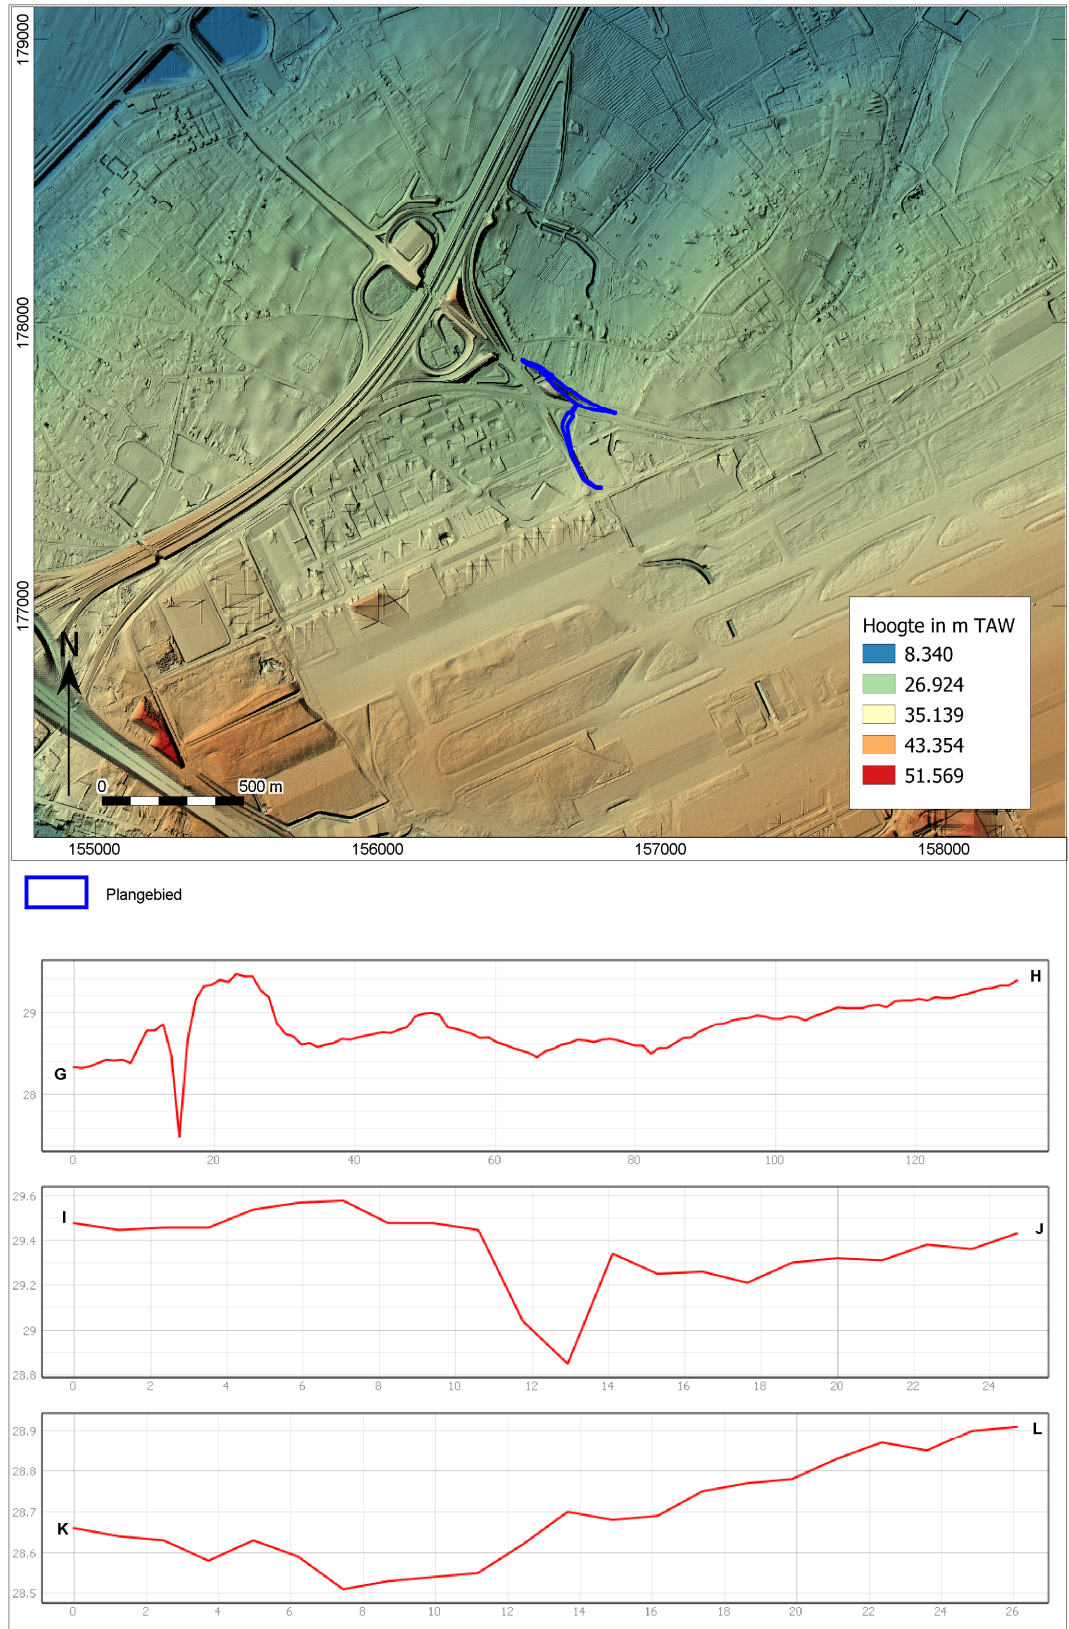 179000
178000
177000
N
0 500 m
Hoogte in m TAW
8.340
26.924
35.139
43.354
51.569
155000 156000 157000 158000
Plangebied
H
29
G
28
0 20 40 60 80 100 120
29.6
I
J
29.4
29.2
29
28.8
0 2 4 6 8 10 12 14 16 18 20 22 24
28.9
L
28.8
28.7
K
28.6
28.5
0 2 4 6 8 10 12 14 16 18 20 22 24 26